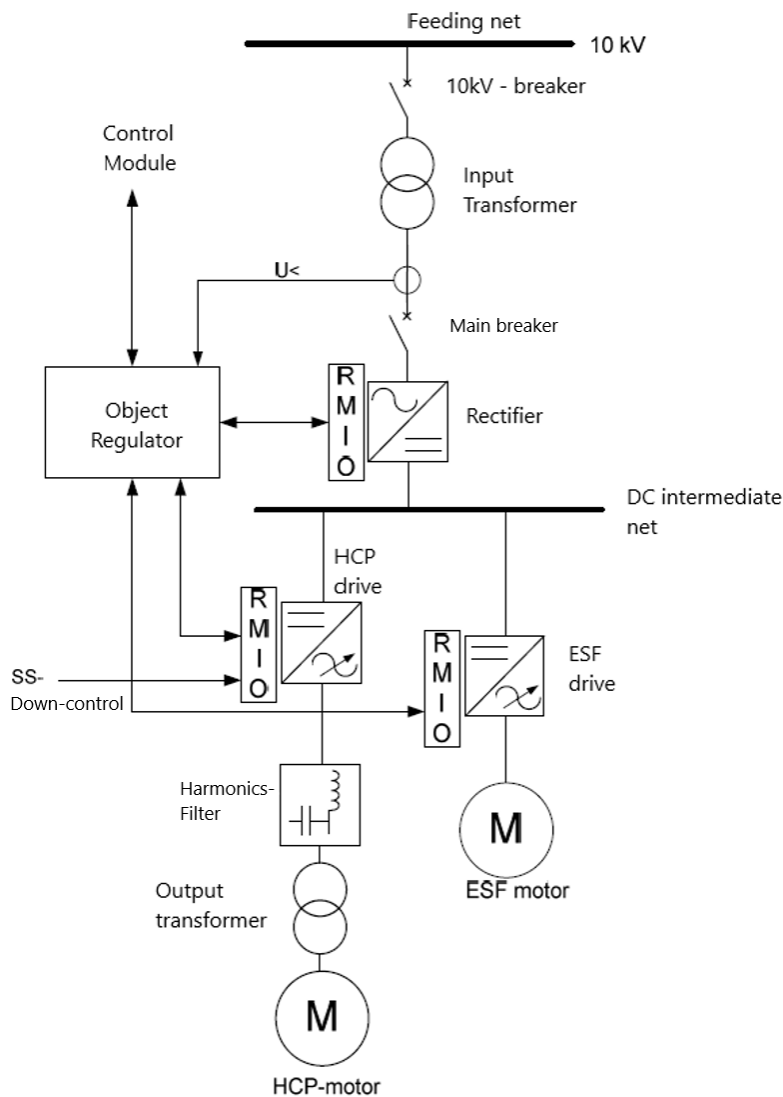 Feeding net
10 kV
10kV - breaker
Control
Module
Input
Transformer
U<
Main breaker
R
M
I
O
Rectifier
Object
Regulator
DC intermediate
net
HCP
drive
R
M
I
O
R
M
I
O
ESF
drive
SS-
Down-control
Harmonics-
Filter
M
ESF motor
Output
transformer
M
HCP-motor